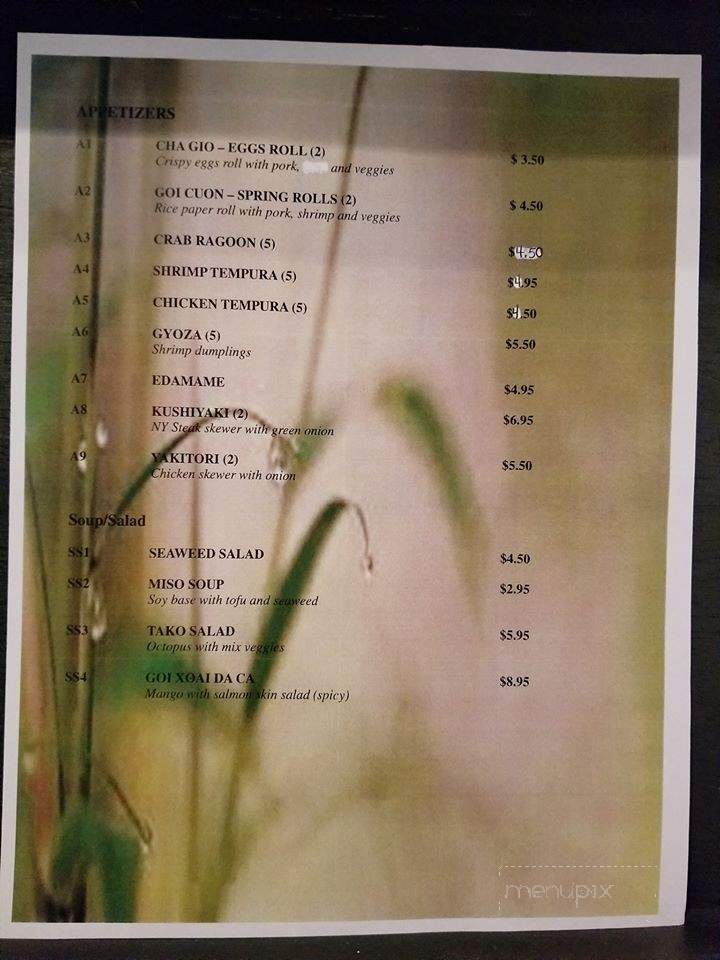 APPETIZERS
A1 CHA GIO – EGGS ROLL (2) $ 3.50
Crispy eggs roll with pork, and veggies
A2 GOI CUON – SPRING ROLLS (2) $ 4.50
Rice paper roll with pork, shrimp and veggies
A3 CRAB RAGOON (5) $4.50
A4 SHRIMP TEMPURA (5) $4.95
A5 CHICKEN TEMPURA (5) $4.50
A6 GYOZA (5) $5.50
Shrimp dumplings
A7 EDAMAME $4.95
A8 KUSHIYAKI (2) $6.95
NY Steak skewer with green onion
A9 YAKITORI (2) $5.50
Chicken skewer with onion
Soup/Salad
SS1 SEAWEED SALAD $4.50
SS2 MISO SOUP $2.95
Soy base with tofu and seaweed
SS3 TAKO SALAD $5.95
Octopus with mix veggies
SS4 GOI XOAI DA CA $8.95
Mango with salmon skin salad (spicy)
menupix